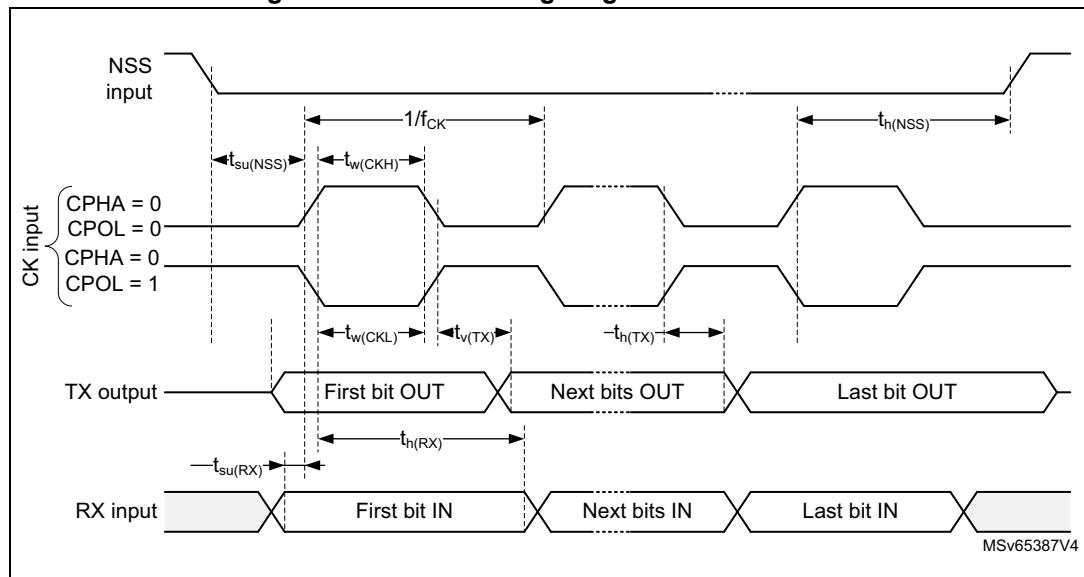 NSS
input
1/fCK
th(NSS)
tsu(NSS)
tw(CKH)
CK input
CPHA = 0
CPOL = 0
CPHA = 0
CPOL = 1
tw(CKL)
tv(TX)
th(TX)
TX output
First bit OUT
Next bits OUT
Last bit OUT
th(RX)
tsu(RX)
RX input
First bit IN
Next bits IN
Last bit IN
MSv65387V4